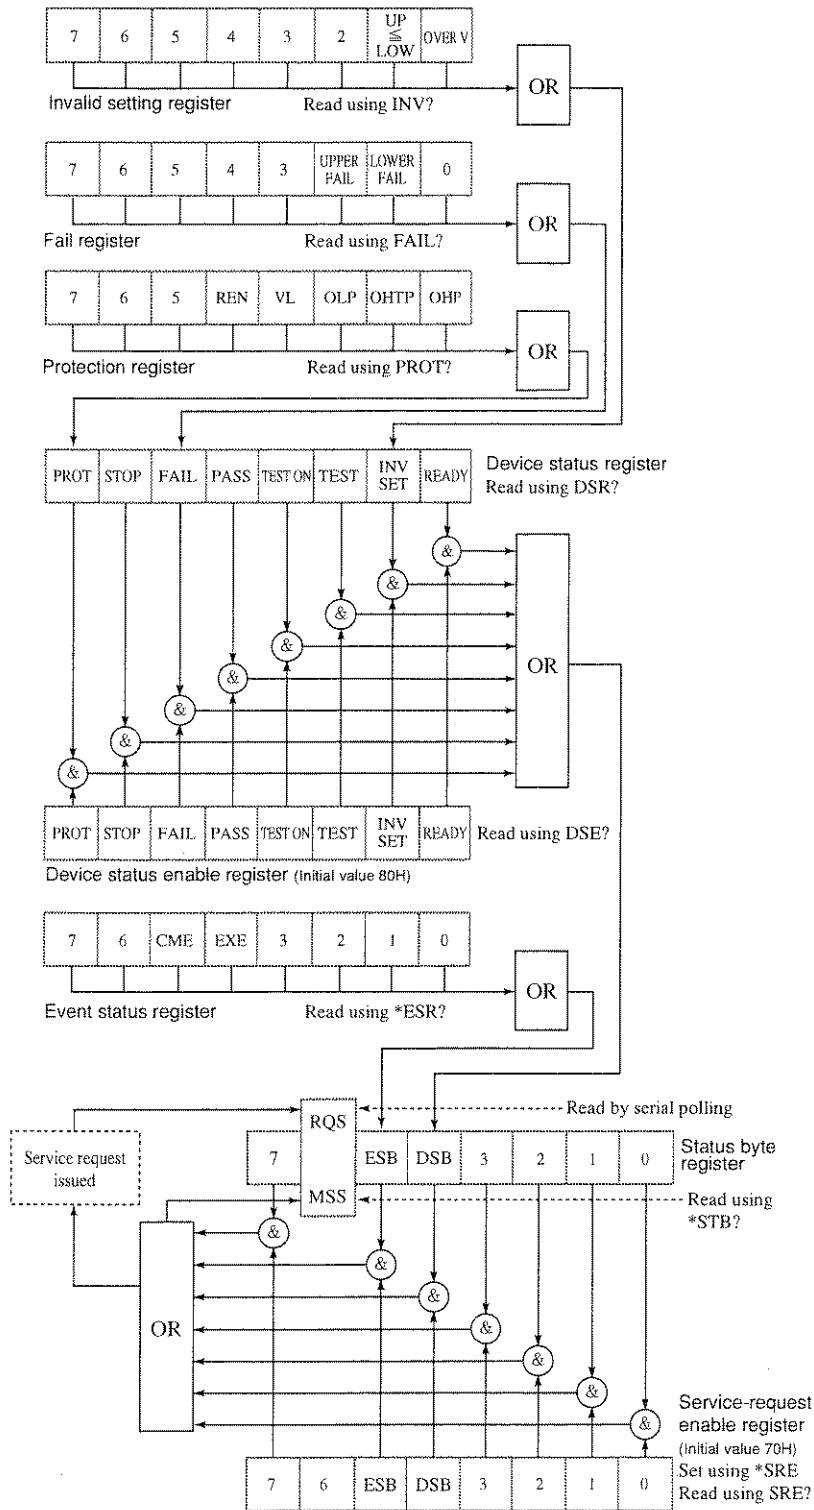 7 6 5 4 3 2 UP ≦ LOW OVER V
OR
Invalid setting register Read using INV?
7 6 5 4 3 UPPER FAIL LOWER FAIL 0
OR
Fail register Read using FAIL?
7 6 5 REN VL OLP OHTP OHP
OR
Protection register Read using PROT?
PROT STOP FAIL PASS TEST ON TEST INV SET READY
Device status register
Read using DSR?
&
&
&
&
&
OR
&
&
&
PROT STOP FAIL PASS TEST ON TEST INV SET READY
Read using DSE?
Device status enable register (Initial value 80H)
7 6 CME EXE 3 2 1 0
OR
Event status register Read using *ESR?
RQS
Read by serial polling
Service request
issued
7 ESB DSB 3 2 1 0
Status byte
register
MSS
Read using
*STB?
&
&
&
OR
&
&
&
&
Service-request
enable register
(Initial value 70H)
7 6 ESB DSB 3 2 1 0
Set using *SRE
Read using SRE?